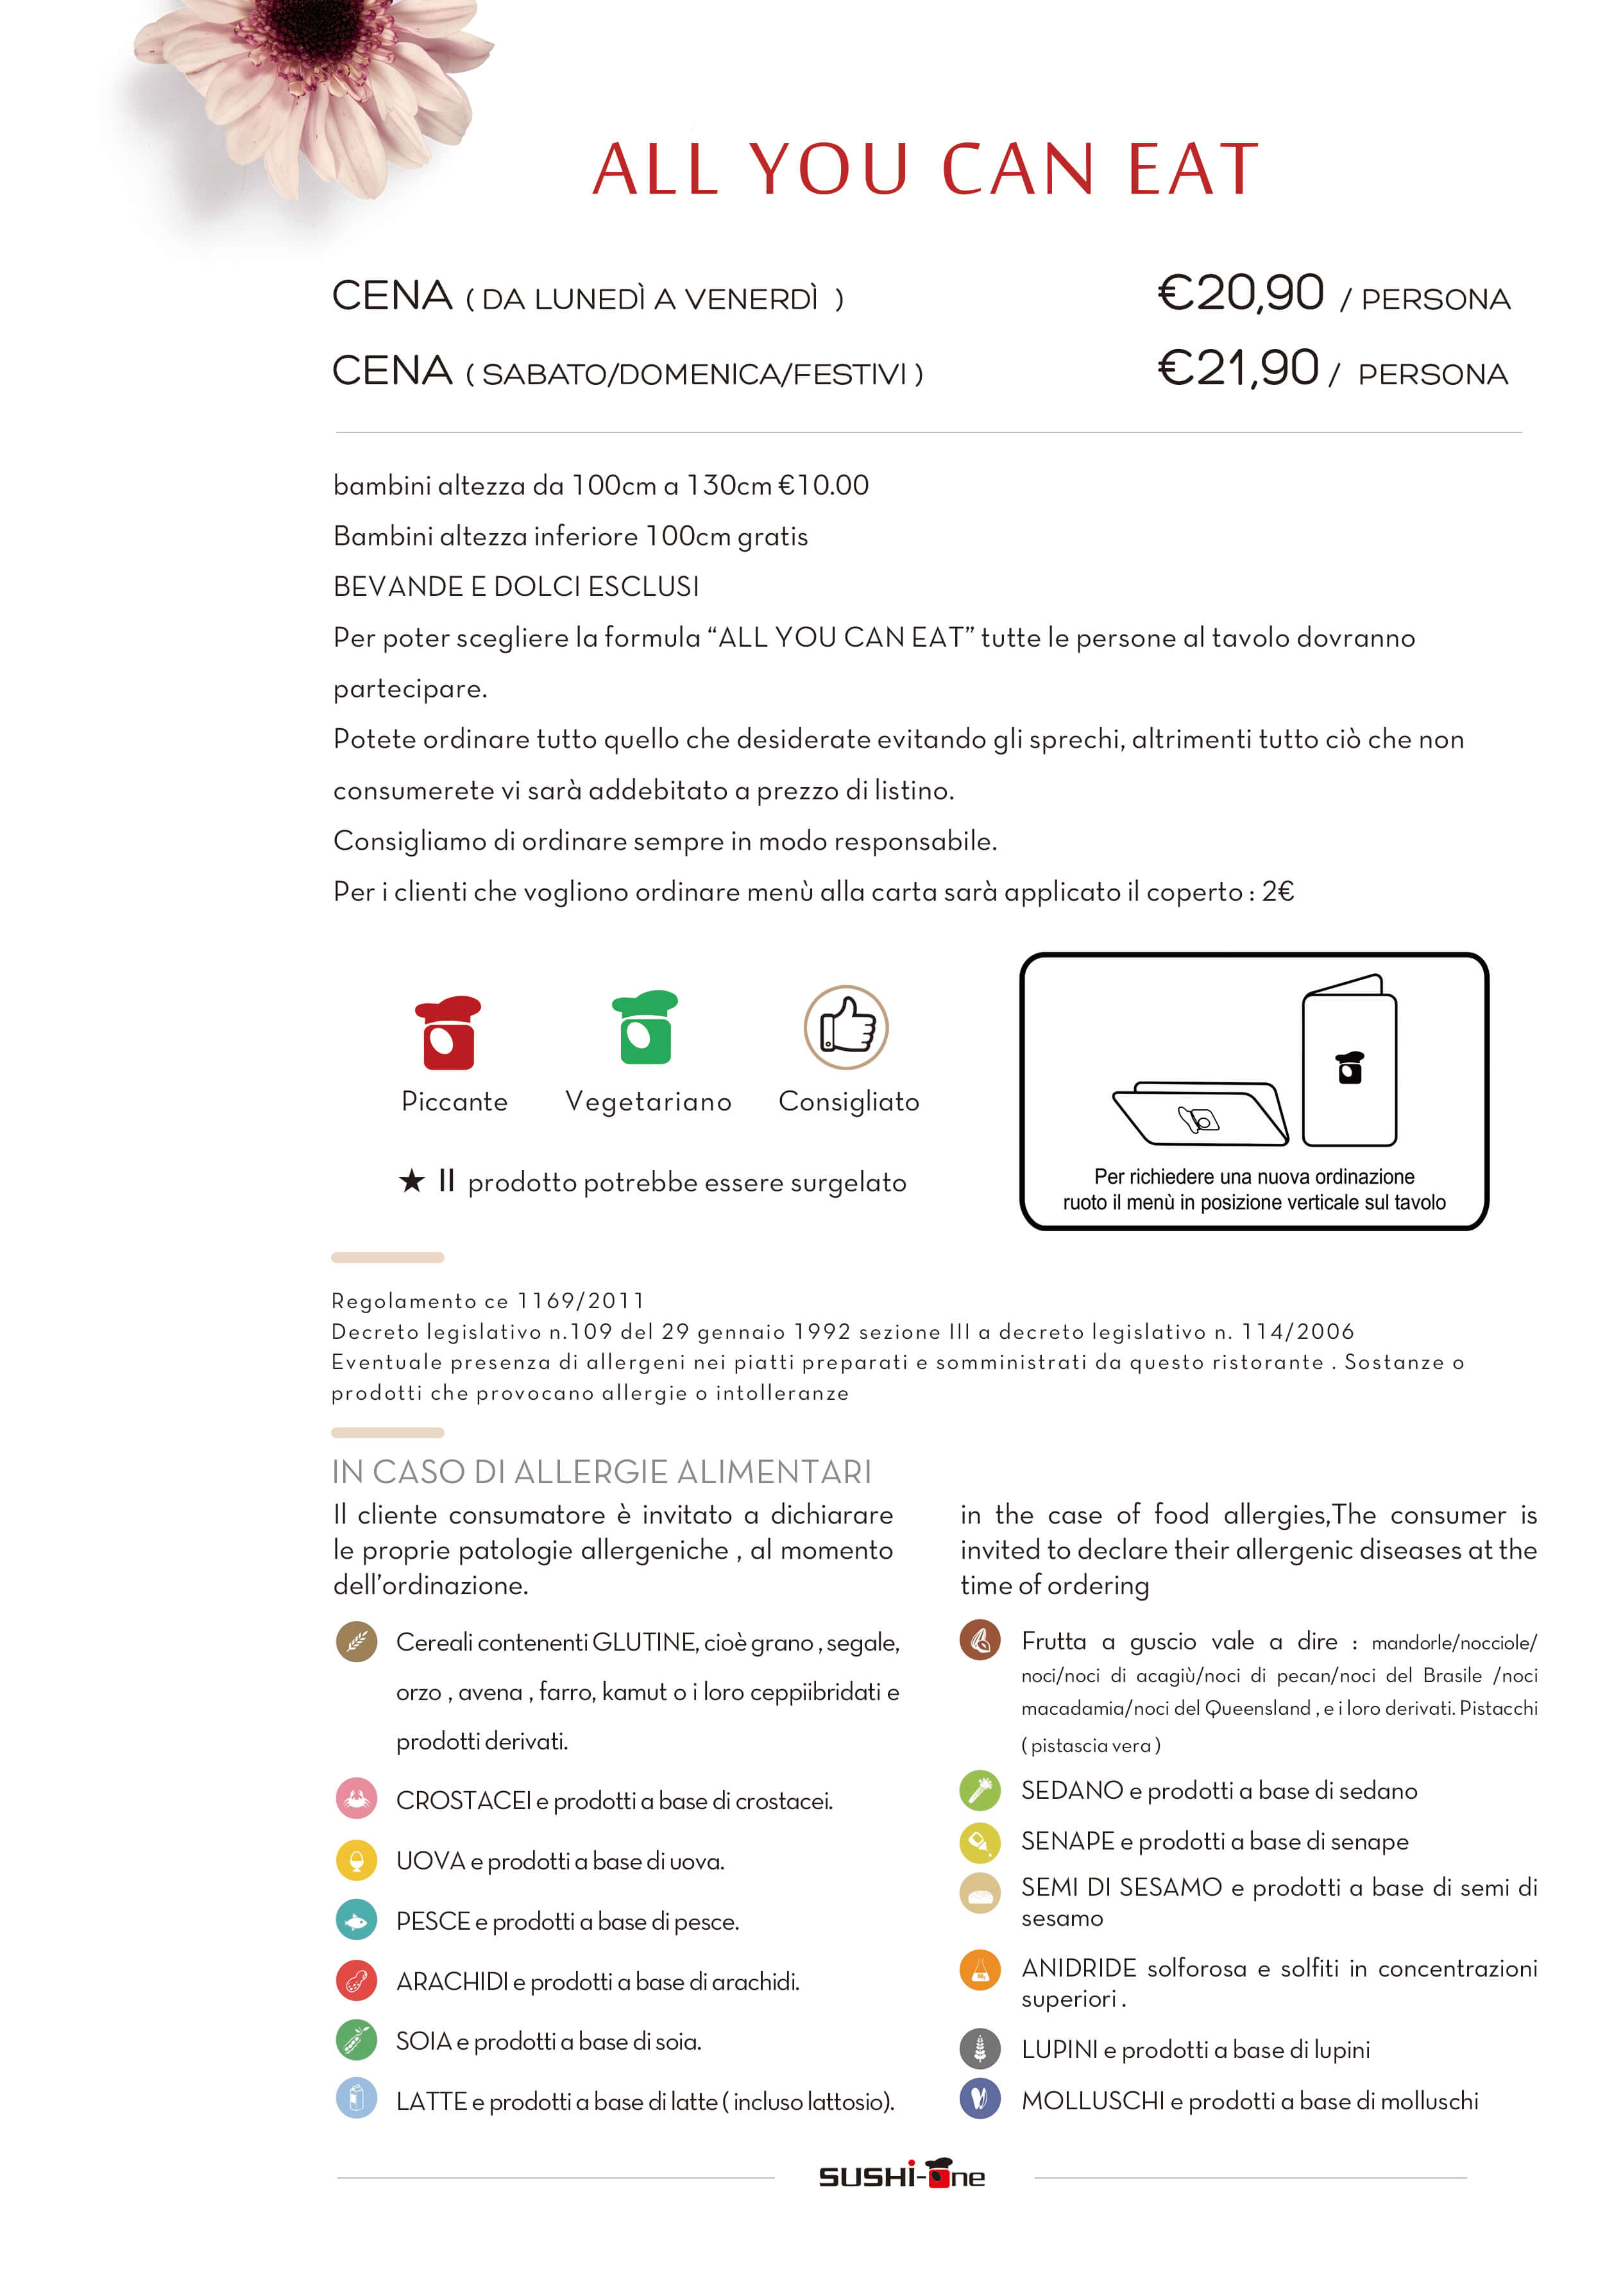 ALL YOU CAN EAT
CENA ( DA LUNEDÌ A VENERDÌ ) €20,90 / PERSONA
CENA ( SABATO/DOMENICA/FESTIVI ) €21,90 / PERSONA
bambini altezza da 100cm a 130cm €10.00
Bambini altezza inferiore 100cm gratis
BEVANDE E DOLCI ESCLUSI
Per poter scegliere la formula “ALL YOU CAN EAT” tutte le persone al tavolo dovranno
partecipare.
Potete ordinare tutto quello che desiderate evitando gli sprechi, altrimenti tutto ciò che non
consumerete vi sarà addebitato a prezzo di listino.
Consigliamo di ordinare sempre in modo responsabile.
Per i clienti che vogliono ordinare menù alla carta sarà applicato il coperto : 2€
Piccante Vegetariano Consigliato
★ Il prodotto potrebbe essere surgelato
Per richiedere una nuova ordinazione
ruoto il menù in posizione verticale sul tavolo
Regolamento ce 1169/2011
Decreto legislativo n.109 del 29 gennaio 1992 sezione III a decreto legislativo n. 114/2006
Eventuale presenza di allergeni nei piatti preparati e somministrati da questo ristorante . Sostanze o
prodotti che provocano allergie o intolleranze
IN CASO DI ALLERGIE ALIMENTARI
Il cliente consumatore è invitato a dichiarare
le proprie patologie allergeniche , al momento
dell’ordinazione.
Cereali contenenti GLUTINE, cioè grano , segale,
orzo , avena , farro, kamut o i loro ceppiibridati e
prodotti derivati.
CROSTACEI e prodotti a base di crostacei.
UOVA e prodotti a base di uova.
PESCE e prodotti a base di pesce.
ARACHIDI e prodotti a base di arachidi.
SOIA e prodotti a base di soia.
LATTE e prodotti a base di latte ( incluso lattosio).
in the case of food allergies,The consumer is
invited to declare their allergenic diseases at the
time of ordering
Frutta a guscio vale a dire : mandorle/nocciole/
noci/noci di acagiù/noci di pecan/noci del Brasile /noci
macadamia/noci del Queensland , e i loro derivati. Pistacchi
( pistascia vera )
SEDANO e prodotti a base di sedano
SENAPE e prodotti a base di senape
SEMI DI SESAMO e prodotti a base di semi di
sesamo
ANIDRIDE solforosa e solfiti in concentrazioni
superiori .
LUPINI e prodotti a base di lupini
MOLLUSCHI e prodotti a base di molluschi
SUSHi-One